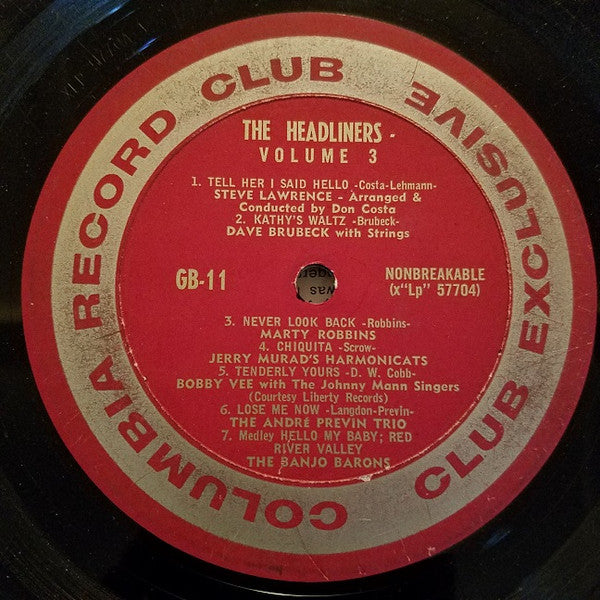 COLUMBIA RECORD CLUB
CLUB EXCLUSIVE
THE HEADLINERS -
VOLUME 3
1. TELL HER I SAID HELLO -Costa-Lehmann-
STEVE LAWRENCE - Arranged &
Conducted by Don Costa
2. KATHY'S WALTZ -Brubeck-
DAVE BRUBECK with Strings
GB-11
NONBREAKABLE
(x"Lp" 57704)
3. NEVER LOOK BACK -Robbins-
MARTY ROBBINS
4. CHIQUITA -Scrow-
JERRY MURAD'S HARMONICATS
5. TENDERLY YOURS -D. W. Cobb-
BOBBY VEE with The Johnny Mann Singers
(Courtesy Liberty Records)
6. LOSE ME NOW -Langdon-Previn-
THE ANDRÉ PREVIN TRIO
7. Medley HELLO MY BABY; RED
RIVER VALLEY
THE BANJO BARONS
was